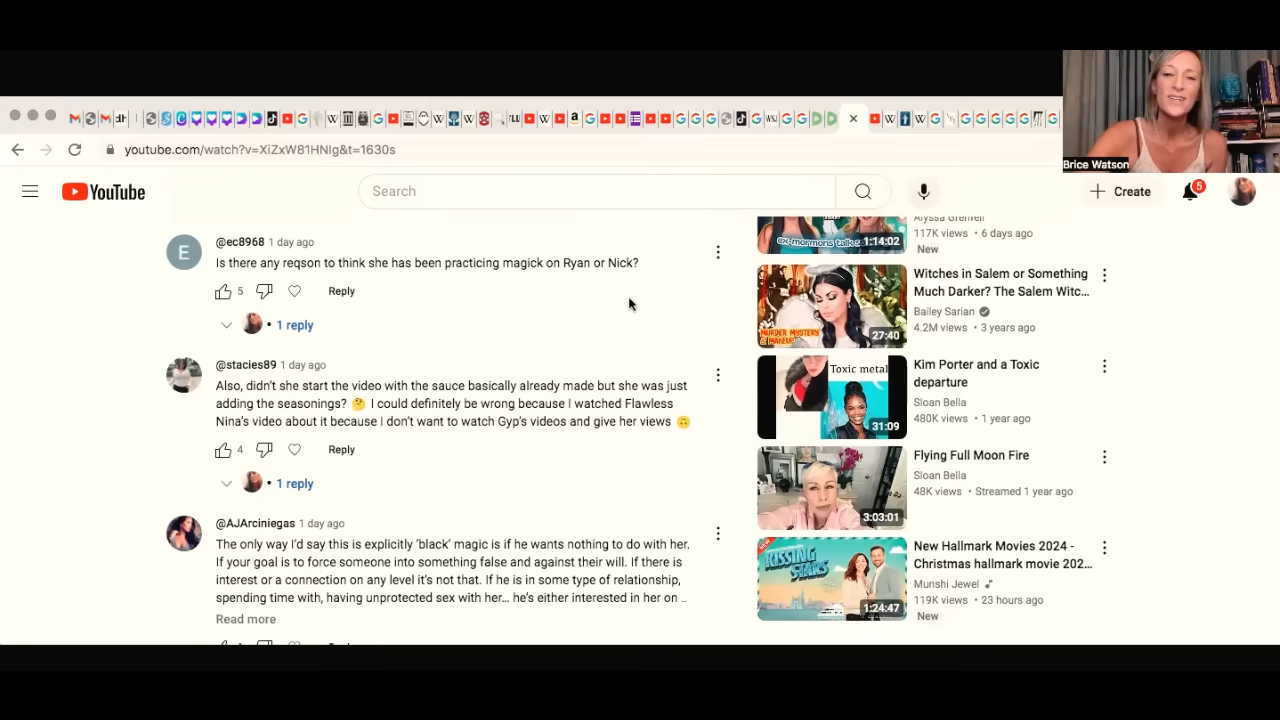 youtube.com/watch?v=XiZxW81HNIg&t=1630s
Brice Watson
YouTube
Search
Create
5
@ec8968 1 day ago
Is there any reqson to think she has been practicing magick on Ryan or Nick?
5
Reply
1 reply
@stacies89 1 day ago
Also, didn't she start the video with the sauce basically already made but she was just
adding the seasonings? 🤔 I could definitely be wrong because I watched Flawless
Nina's video about it because I don't want to watch Gyp's videos and give her views 🙃
4
Reply
1 reply
@AJArciniegas 1 day ago
The only way I'd say this is explicitly 'black' magic is if he wants nothing to do with her.
If your goal is to force someone into something false and against their will. If there is
interest or a connection on any level it's not that. If he is in some type of relationship,
spending time with, having unprotected sex with her... he's either interested in her on ..
Read more
ex-mormons talk
1:14:02
117K views • 6 days ago
New
MURDER MYSTERY
& MAKEUP
27:40
Witches in Salem or Something
Much Darker? The Salem Witc...
Bailey Sarian
4.2M views • 3 years ago
Toxic metal
31:09
Kim Porter and a Toxic
departure
Sloan Bella
480K views • 1 year ago
3:03:01
Flying Full Moon Fire
Sloan Bella
48K views • Streamed 1 year ago
NEW
KISSING
STARS
1:24:47
New Hallmark Movies 2024 -
Christmas hallmark movie 202...
Munshi Jewel
119K views • 23 hours ago
New